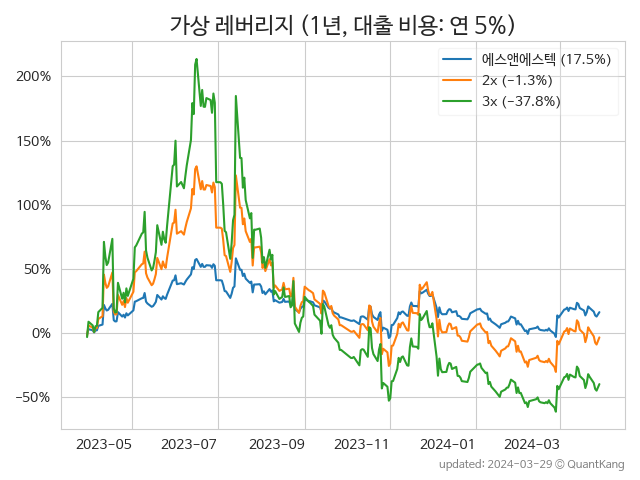 가상 레버리지 (1년, 대출 비용: 연 5%)
에스앤에스텍 (17.5%)
2x (−1.3%)
3x (−37.8%)
200%
150%
100%
50%
0%
−50%
2023-05 2023-07 2023-09 2023-11 2024-01 2024-03
updated: 2024-03-29 © QuantKang